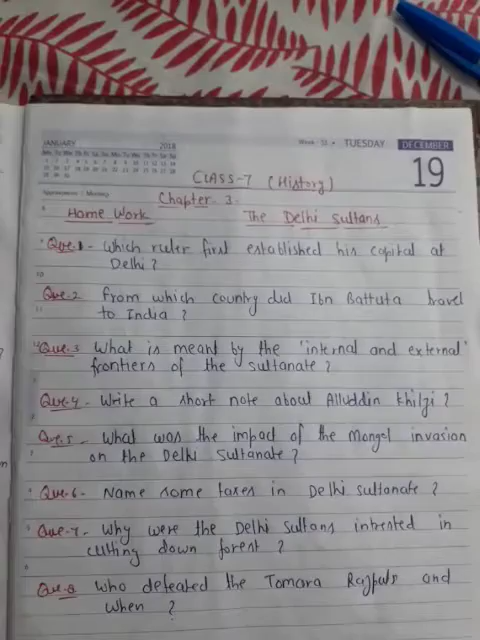 JANUARY 2018
Week - 51 • TUESDAY DECEMBER
19
CLASS-7 (History)
Appointments / Meeting
Chapter 3.
Home Work The Delhi Sultans
Que.1- Which ruler first established his capital at
Delhi ?
Que.2 From which country did Ibn Battuta travel
to India ?
Que.3 What is meant by the 'internal and external'
frontiers of the sultanate ?
Que.4- Write a short note about Alluddin Khilzi ?
Que.5- What was the impact of the Mongol invasion
on the Delhi Sultanate ?
Que.6- Name some taxes in Delhi sultanate ?
Que.7- Why were the Delhi sultans intrested in
cutting down forest ?
Que.8 Who defeated the Tomara Rajputs and
When ?